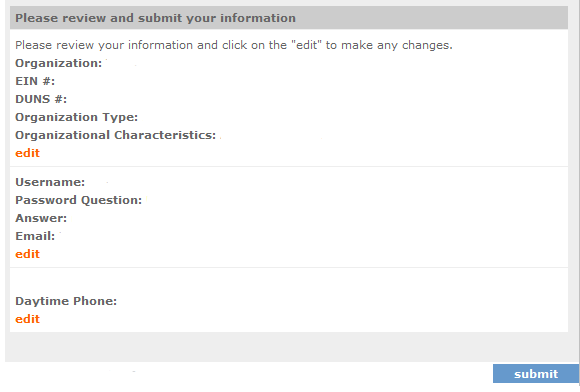 Please review and submit your information
Please review your information and click on the "edit" to make any changes.
Organization:
EIN #:
DUNS #:
Organization Type:
Organizational Characteristics:
edit
Username:
Password Question:
Answer:
Email:
edit
Daytime Phone:
edit
submit